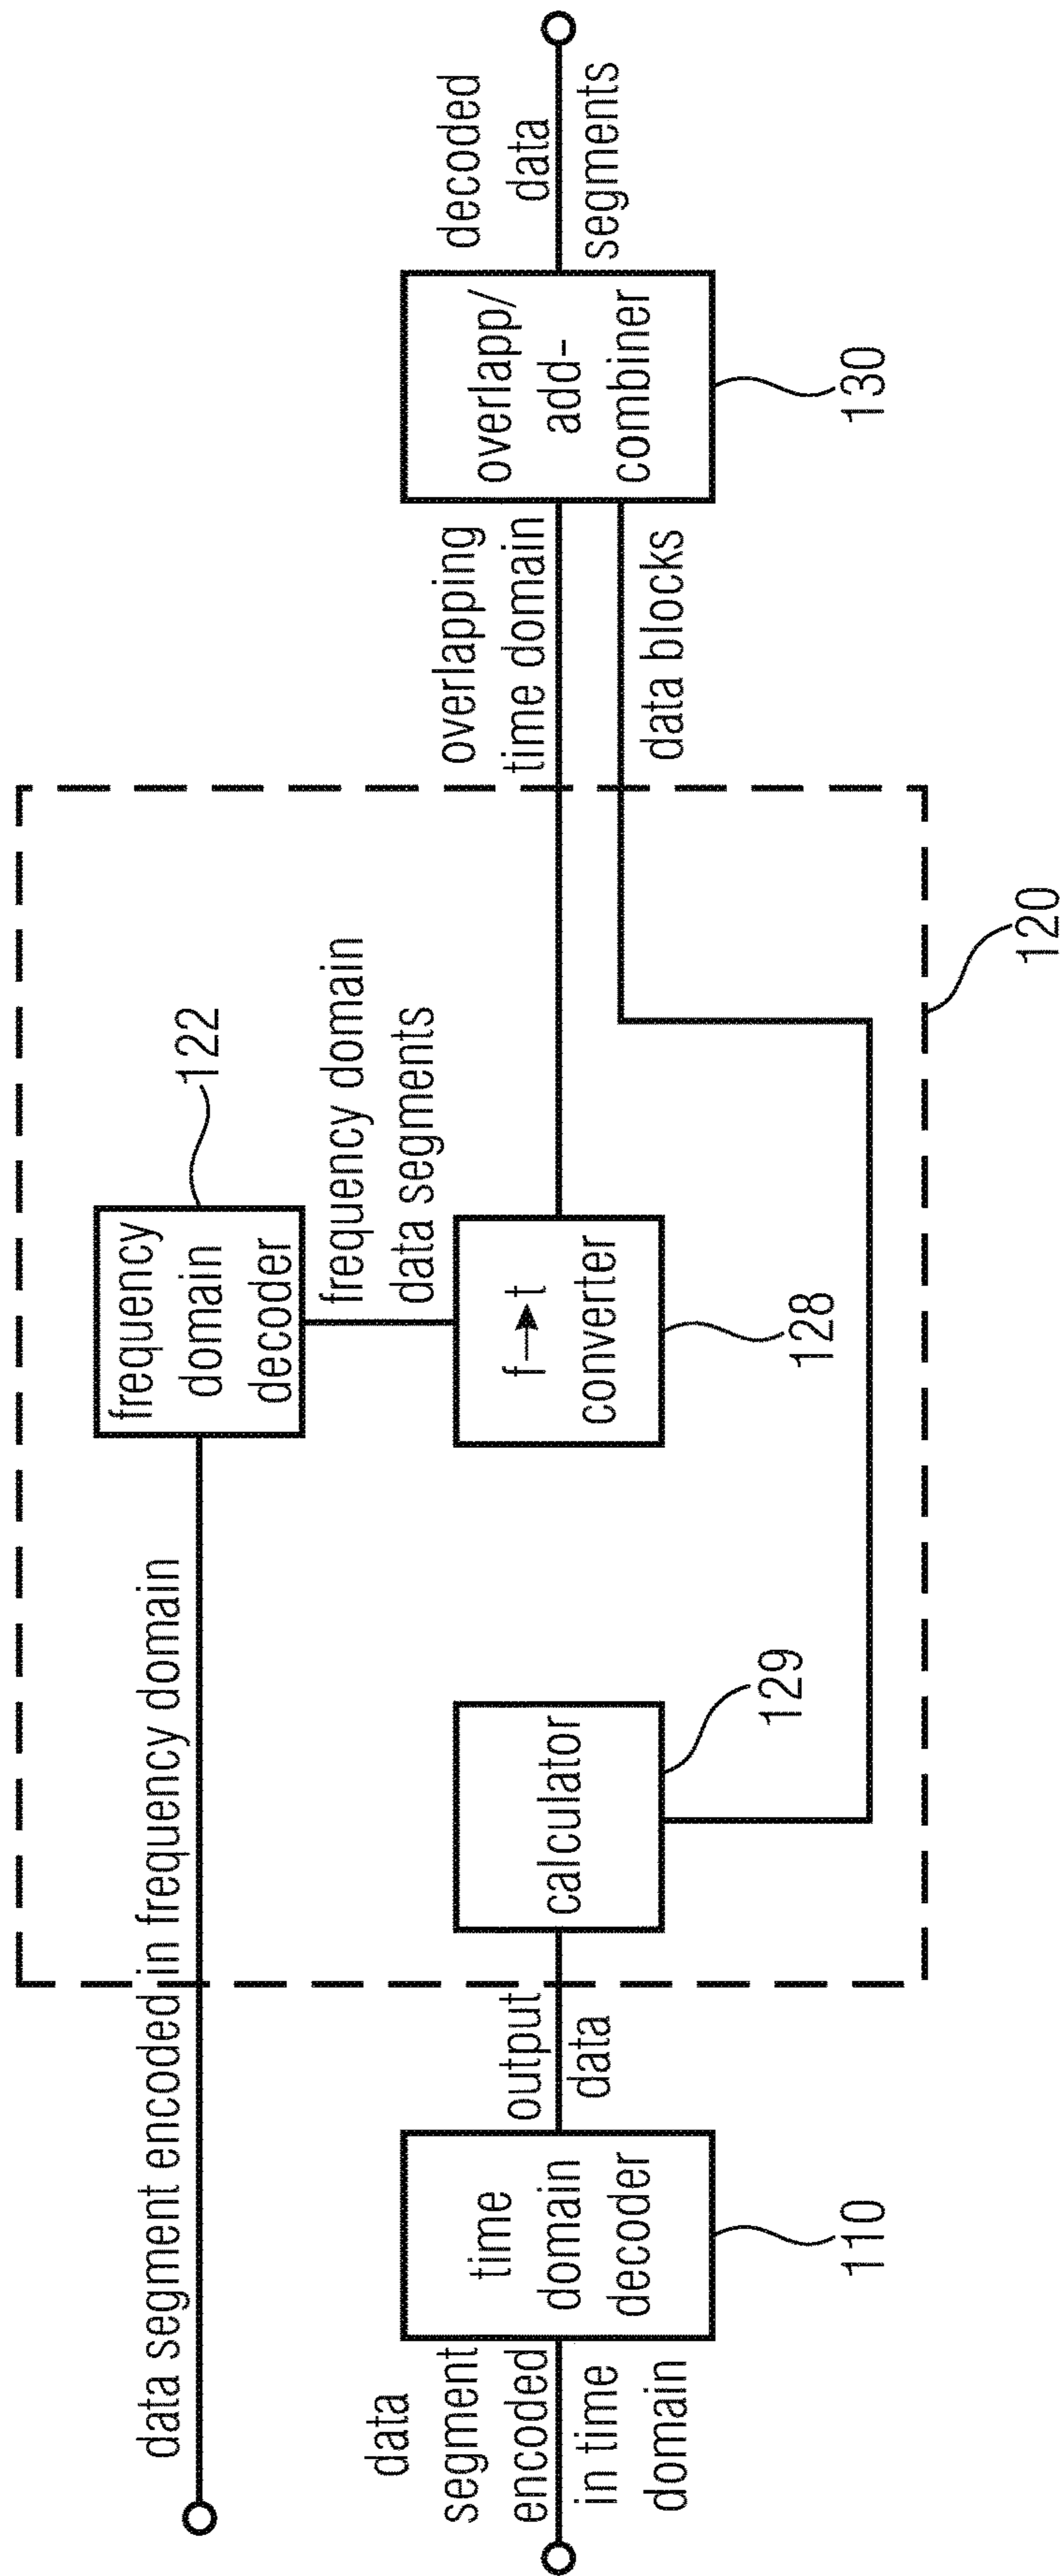 data segment encoded in frequency domain
frequency
domain
decoder
122
frequency domain
data segments
data
segment
encoded
in time
domain
time
domain
decoder
110
output
data
calculator
129
f→t
converter
128
120
overlapping
time domain
data blocks
overlapp/
add-
combiner
130
decoded
data
segments